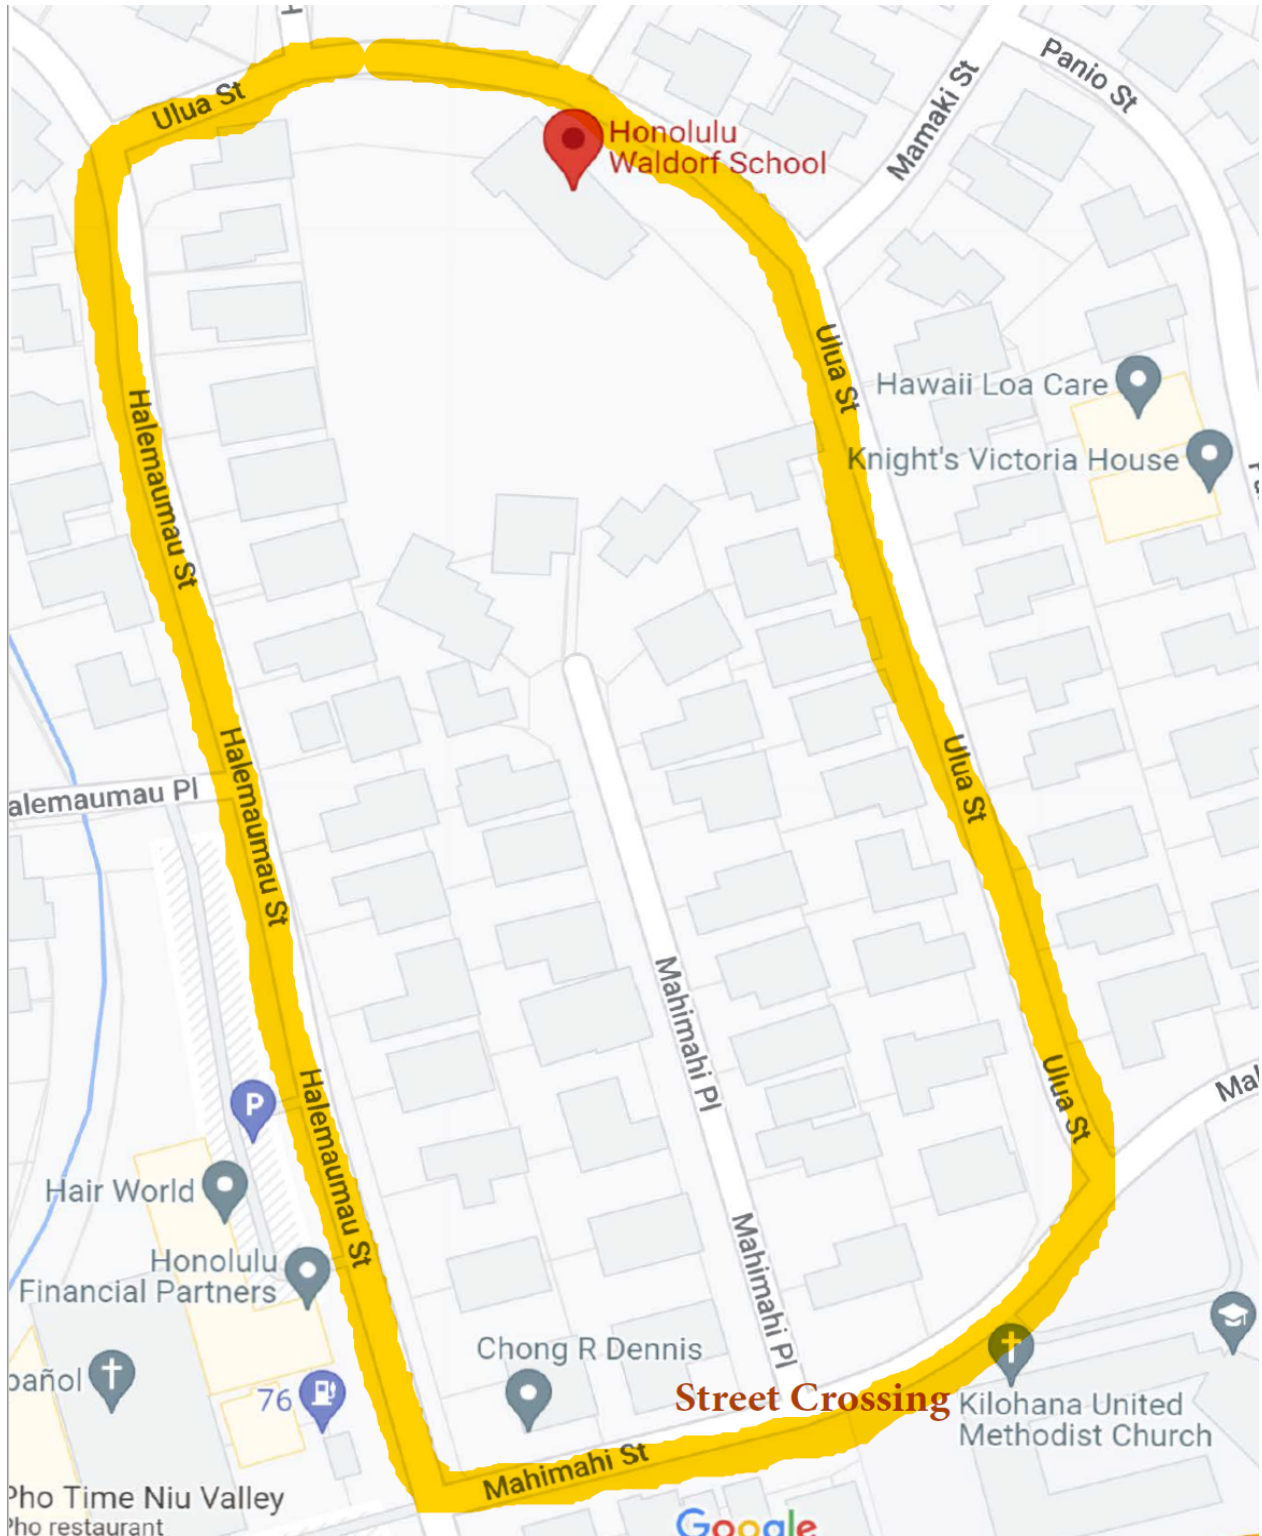 H
Ulua St
Panio St
Mamaki St
Honolulu
Waldorf School
Ulua St
Hawaii Loa Care
Knight's Victoria House
Halemaumau St
Ulua St
Halemaumau St
alemaumau Pl
Mahimahi Pl
Ulua St
Mal
Halemaumau St
P
Hair World
Honolulu
Financial Partners
Mahimahi Pl
Chong R Dennis
pañol
76
Street Crossing
Kilohana United
Methodist Church
Mahimahi St
Pho Time Niu Valley
Pho restaurant
Google